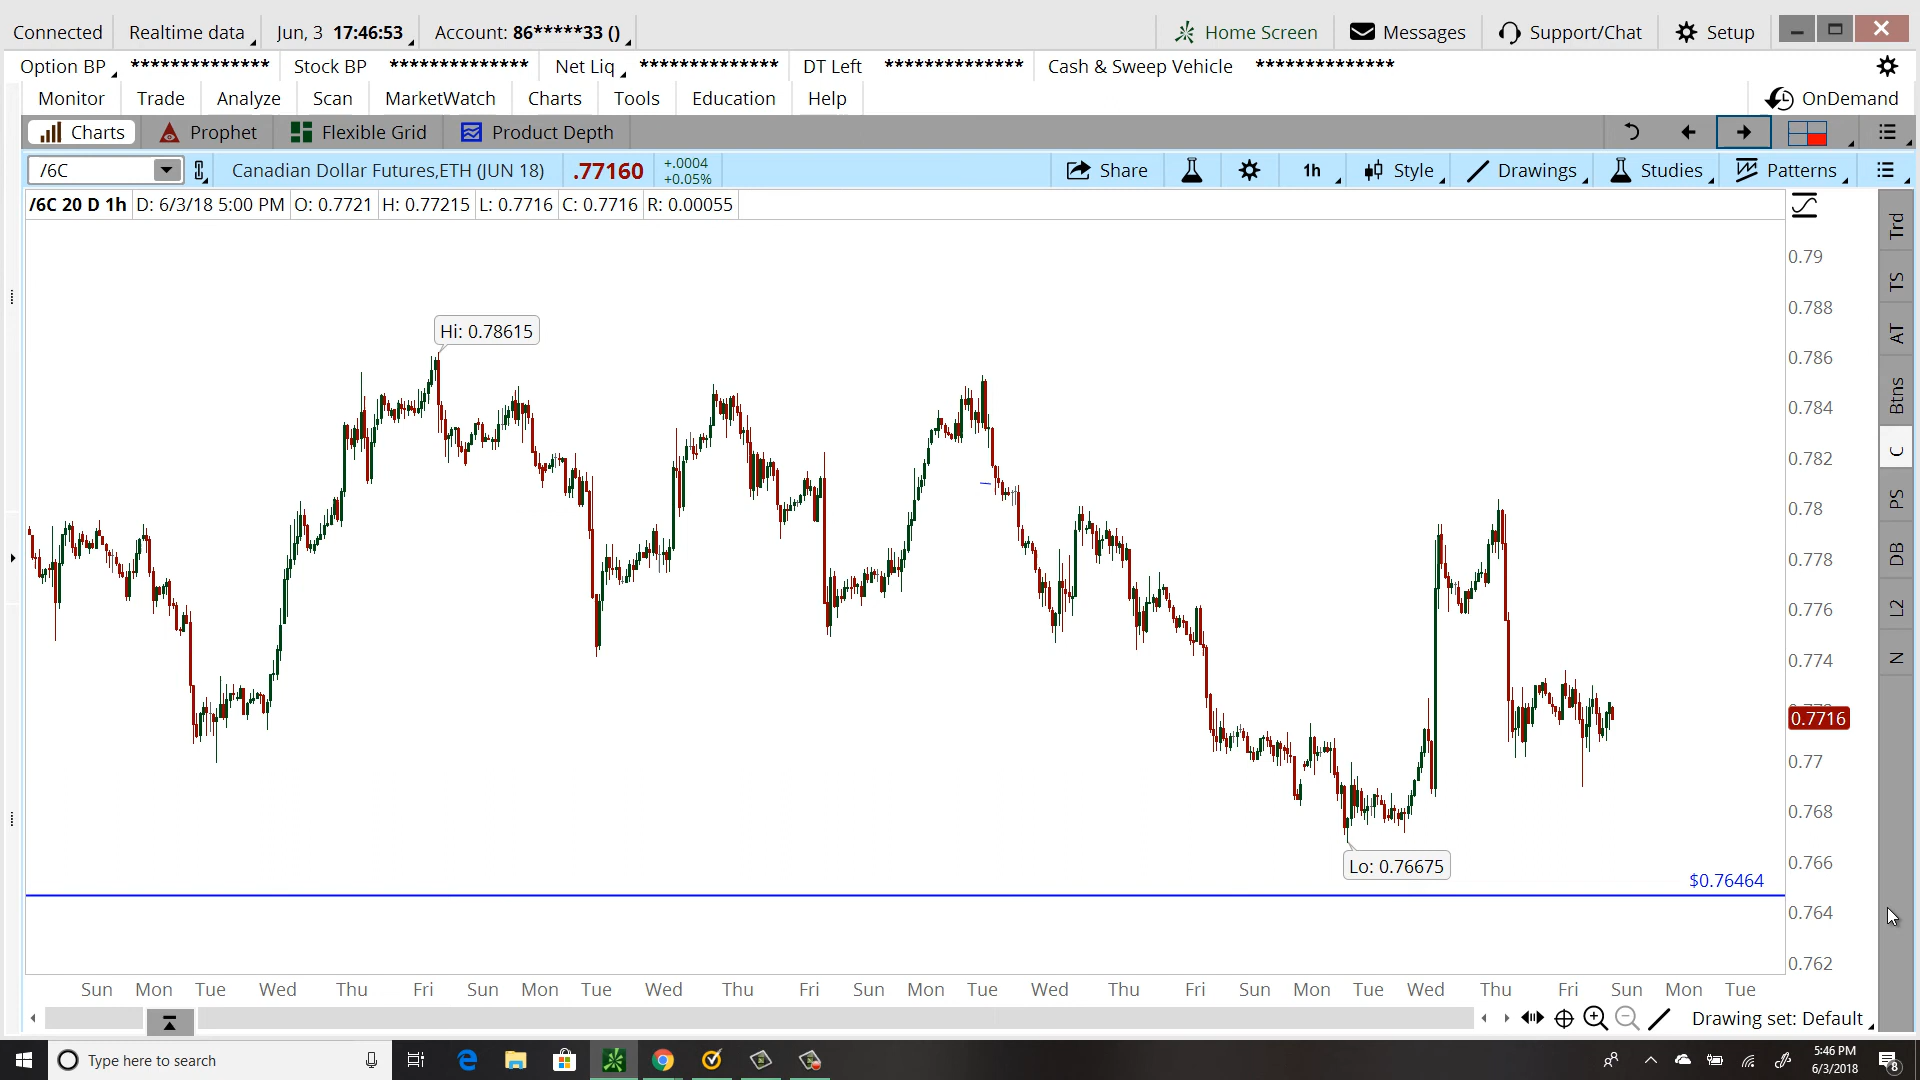 Connected Realtime data Jun, 3 17:46:53 Account: 86*****33 () Home Screen Messages Support/Chat Setup
Option BP ************** Stock BP ************** Net Liq ************** DT Left ************** Cash & Sweep Vehicle **************
Monitor Trade Analyze Scan MarketWatch Charts Tools Education Help OnDemand
Charts Prophet Flexible Grid Product Depth
/6C Canadian Dollar Futures,ETH (JUN 18) .77160 +.0004 Share 1h Style Drawings Studies Patterns
+0.05%
/6C 20 D 1h D: 6/3/18 5:00 PM O: 0.7721 H: 0.77215 L: 0.7716 C: 0.7716 R: 0.00055
Trd
TS
AT
Btns
C
PS
DB
L2
N
0.79
0.788
Hi: 0.78615
0.786
0.784
0.782
0.78
0.778
0.776
0.774
0.7716
0.77
0.768
0.766
Lo: 0.76675
$0.76464
0.764
0.762
Sun Mon Tue Wed Thu Fri Sun Mon Tue Wed Thu Fri Sun Mon Tue Wed Thu Fri Sun Mon Tue Wed Thu Fri Sun Mon Tue
Drawing set: Default
Type here to search
5:46 PM
6/3/2018
8